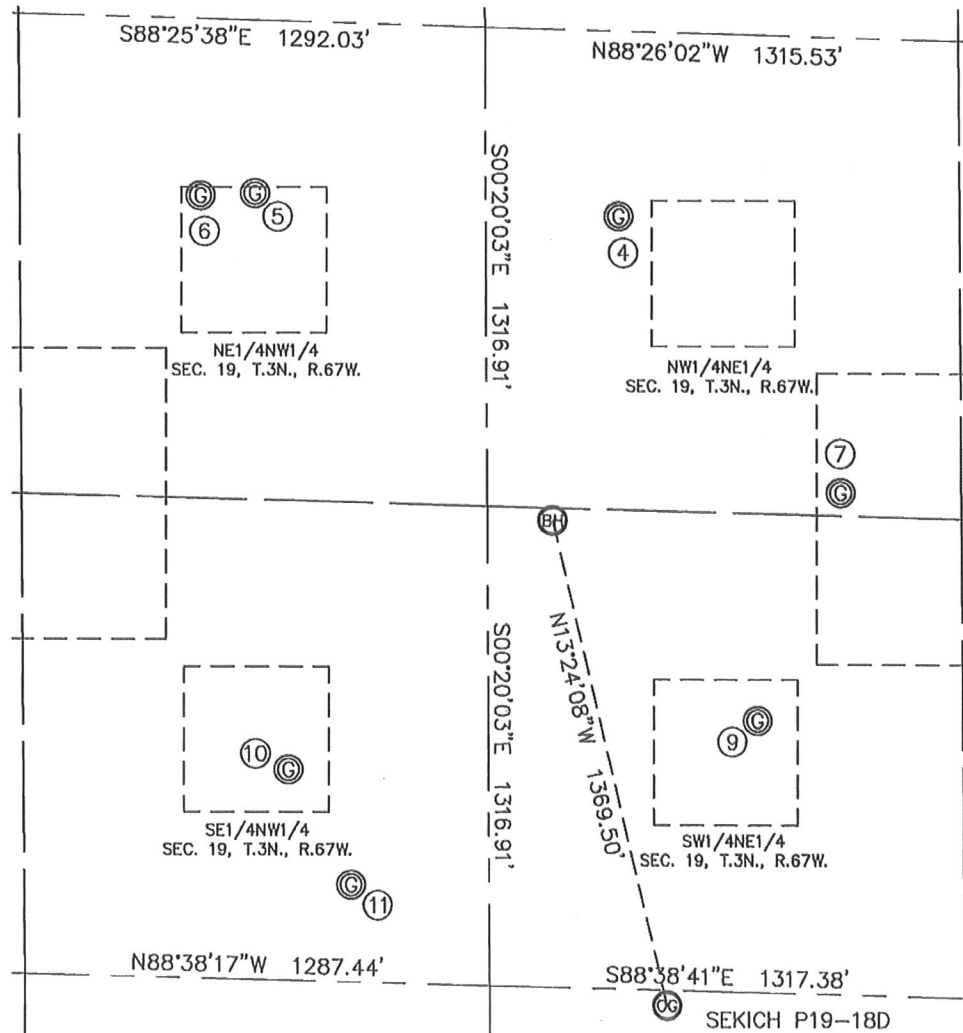 S88°25'38"E 1292.03'
N88°26'02"W 1315.53'
S00°20'03"E 1316.91'
G
G
6
5
G
4
NE1/4NW1/4
SEC. 19, T.3N., R.67W.
NW1/4NE1/4
SEC. 19, T.3N., R.67W.
7
G
BH
S00°20'03"E 1316.91'
N13°24'08"W 1369.50'
10
G
9
G
SE1/4NW1/4
SEC. 19, T.3N., R.67W.
SW1/4NE1/4
SEC. 19, T.3N., R.67W.
G
11
N88°38'17"W 1287.44'
S88°38'41"E 1317.38'
OG
SEKICH P19-18D